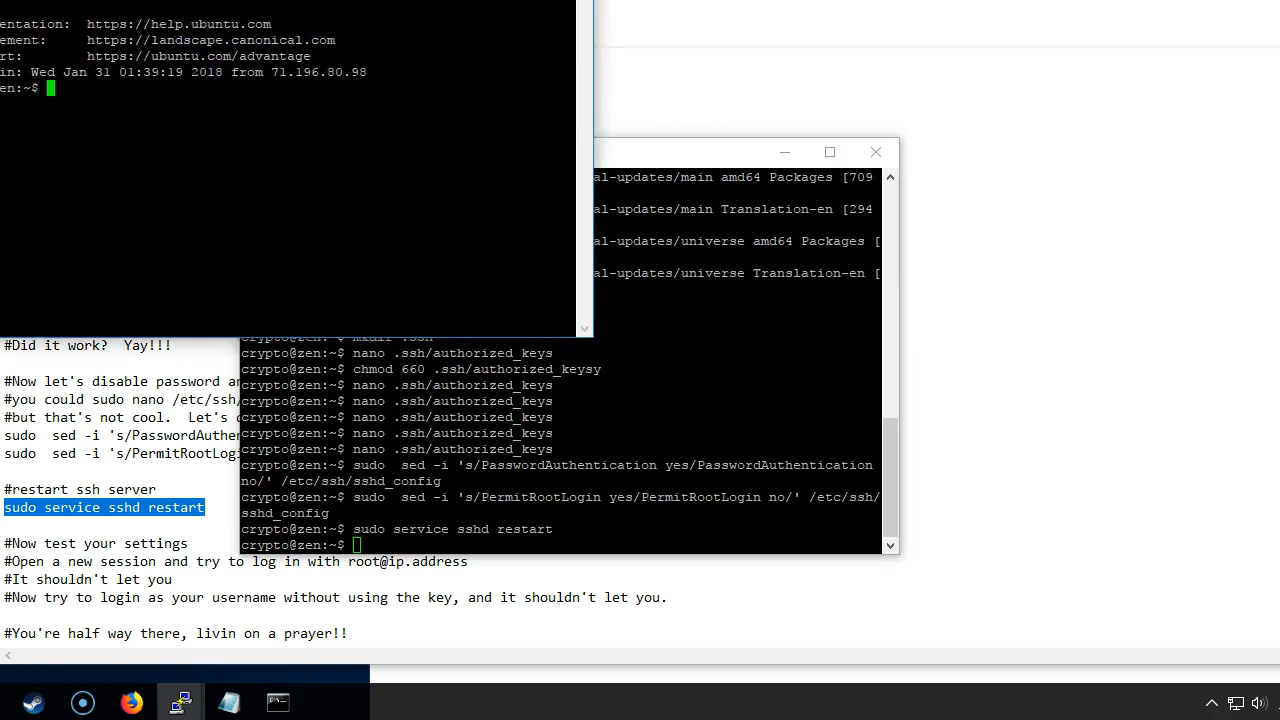 entation:  https://help.ubuntu.com
ement:     https://landscape.canonical.com
rt:        https://ubuntu.com/advantage
in: Wed Jan 31 01:39:19 2018 from 71.196.80.98
en:~$
al-updates/main amd64 Packages [709
al-updates/main Translation-en [294
al-updates/universe amd64 Packages [
al-updates/universe Translation-en [
crypto@zen:~$ mkdir .ssh
crypto@zen:~$ nano .ssh/authorized_keys
crypto@zen:~$ chmod 660 .ssh/authorized_keysy
crypto@zen:~$ nano .ssh/authorized_keys
crypto@zen:~$ nano .ssh/authorized_keys
crypto@zen:~$ nano .ssh/authorized_keys
crypto@zen:~$ nano .ssh/authorized_keys
crypto@zen:~$ nano .ssh/authorized_keys
crypto@zen:~$ sudo  sed -i 's/PasswordAuthentication yes/PasswordAuthentication
no/' /etc/ssh/sshd_config
crypto@zen:~$ sudo  sed -i 's/PermitRootLogin yes/PermitRootLogin no/' /etc/ssh/
sshd_config
crypto@zen:~$ sudo service sshd restart
crypto@zen:~$
#Did it work?  Yay!!!
#Now let's disable password a
#you could sudo nano /etc/ssh/
#but that's not cool.  Let's
sudo  sed -i 's/PasswordAuthe
sudo  sed -i 's/PermitRootLog
#restart ssh server
sudo service sshd restart
#Now test your settings
#Open a new session and try to log in with root@ip.address
#It shouldn't let you
#Now try to login as your username without using the key, and it shouldn't let you.
#You're half way there, livin on a prayer!!